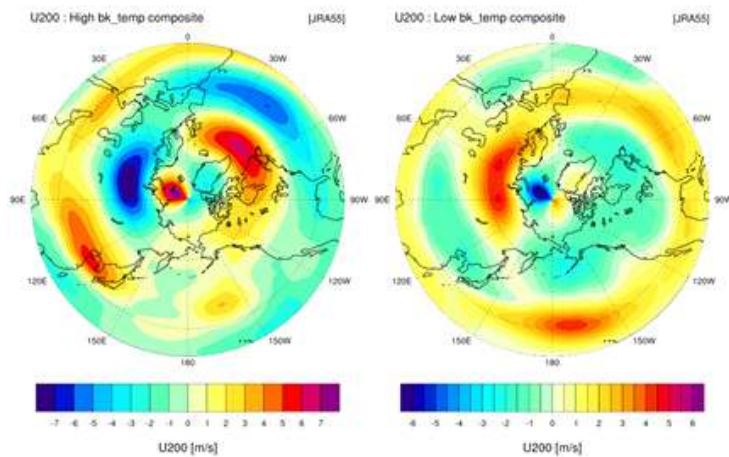 U200 : High bk_temp composite [JRA55]
0
30W
60E
60W
90E
90W
120E
120W
150E
150W
180
-7 -6 -5 -4 -3 -2 -1 0 1 2 3 4 5 6 7
U200 [m/s]
U200 : Low bk_temp composite [JRA55]
0
30W
60E
60W
90E
90W
120E
120W
150E
150W
180
-6 -5 -4 -3 -2 -1 0 1 2 3 4 5 6
U200 [m/s]